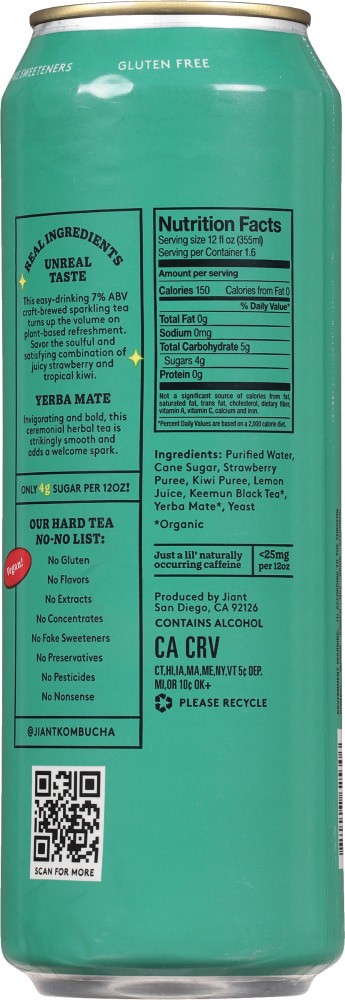 SWEETENERS
GLUTEN FREE
REAL INGREDIENTS
UNREAL
TASTE
This easy-drinking 7% ABV
craft-brewed sparkling tea
turns up the volume on
plant-based refreshment.
Savor the soulful and
satisfying combination of
juicy strawberry and
tropical kiwi.
YERBA MATE
Invigorating and bold, this
ceremonial herbal tea is
strikingly smooth and
adds a welcome spark.
ONLY 4g SUGAR PER 12OZ!
OUR HARD TEA
NO-NO LIST:
Vegan!
No Gluten
No Flavors
No Extracts
No Concentrates
No Fake Sweeteners
No Preservatives
No Pesticides
No Nonsense
@JIANTKOMBUCHA
SCAN FOR MORE
Nutrition Facts
Serving size 12 fl oz (355ml)
Serving per Container 1.6
Amount per serving
Calories 150 Calories from Fat 0
% Daily Value*
Total Fat 0g
Sodium 0mg
Total Carbohydrate 5g
Sugars 4g
Protein 0g
Not a significant source of calories from fat,
saturated fat, trans fat, cholesterol, dietary fiber,
vitamin A, vitamin C, calcium and iron.
*Percent Daily Values are based on a 2,000 calorie diet.
Ingredients: Purified Water,
Cane Sugar, Strawberry
Puree, Kiwi Puree, Lemon
Juice, Keemun Black Tea*,
Yerba Mate*, Yeast
*Organic
Just a lil' naturally
occurring caffeine
<25mg
per 12oz
Produced by Jiant
San Diego, CA 92126
CONTAINS ALCOHOL
CA CRV
CT,HI,IA,MA,ME,NY,VT 5¢ DEP.
MI,OR 10¢ OK+
PLEASE RECYCLE